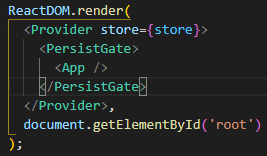 ReactDOM.render(
  <Provider store={store}>
    <PersistGate>
      <App />
    </PersistGate>
  </Provider>,
  document.getElementById('root')
);